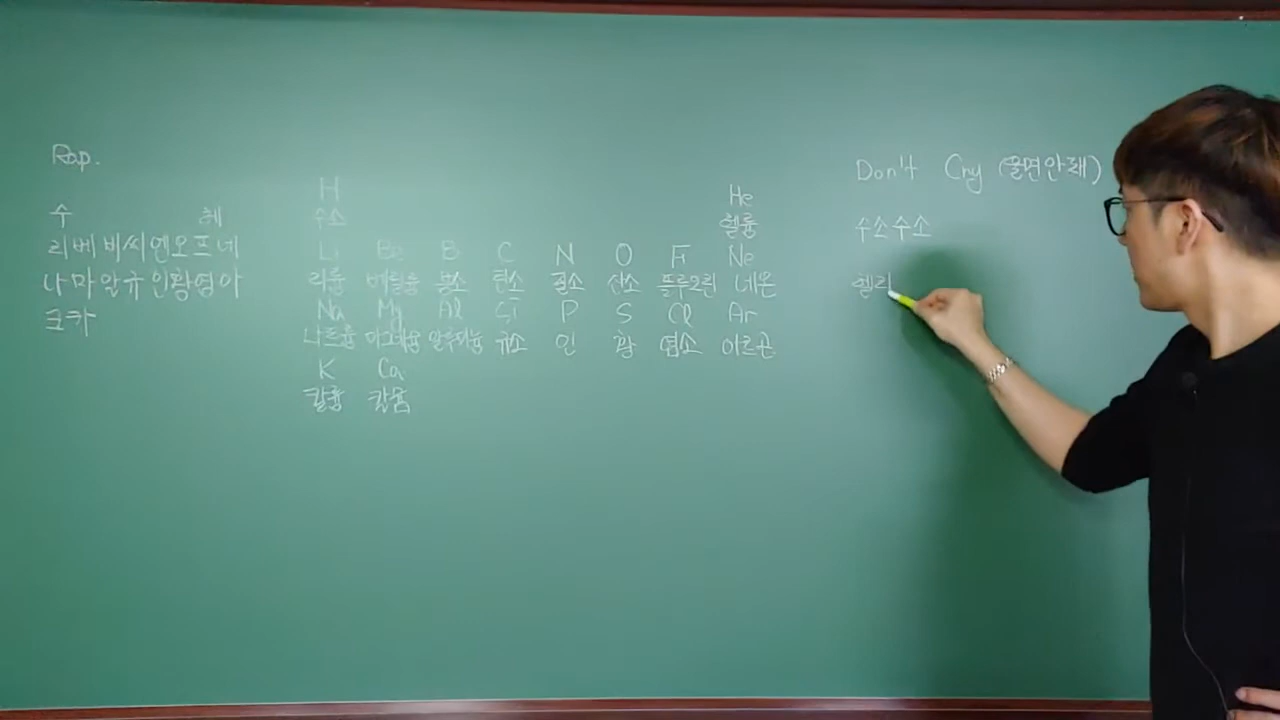 Rap.
수 헤
리베비씨엔오프네
나마알규인황염아
크카
H He
수소 헬륨
Li Be B C N O F Ne
리튬 베릴륨 붕소 탄소 질소 산소 플루오린 네온
Na Mg Al Si P S Cl Ar
나트륨 마그네슘 알루미늄 규소 인 황 염소 아르곤
K Ca
칼륨 칼슘
Don't Cry (울면안돼)
수소수소
헬리